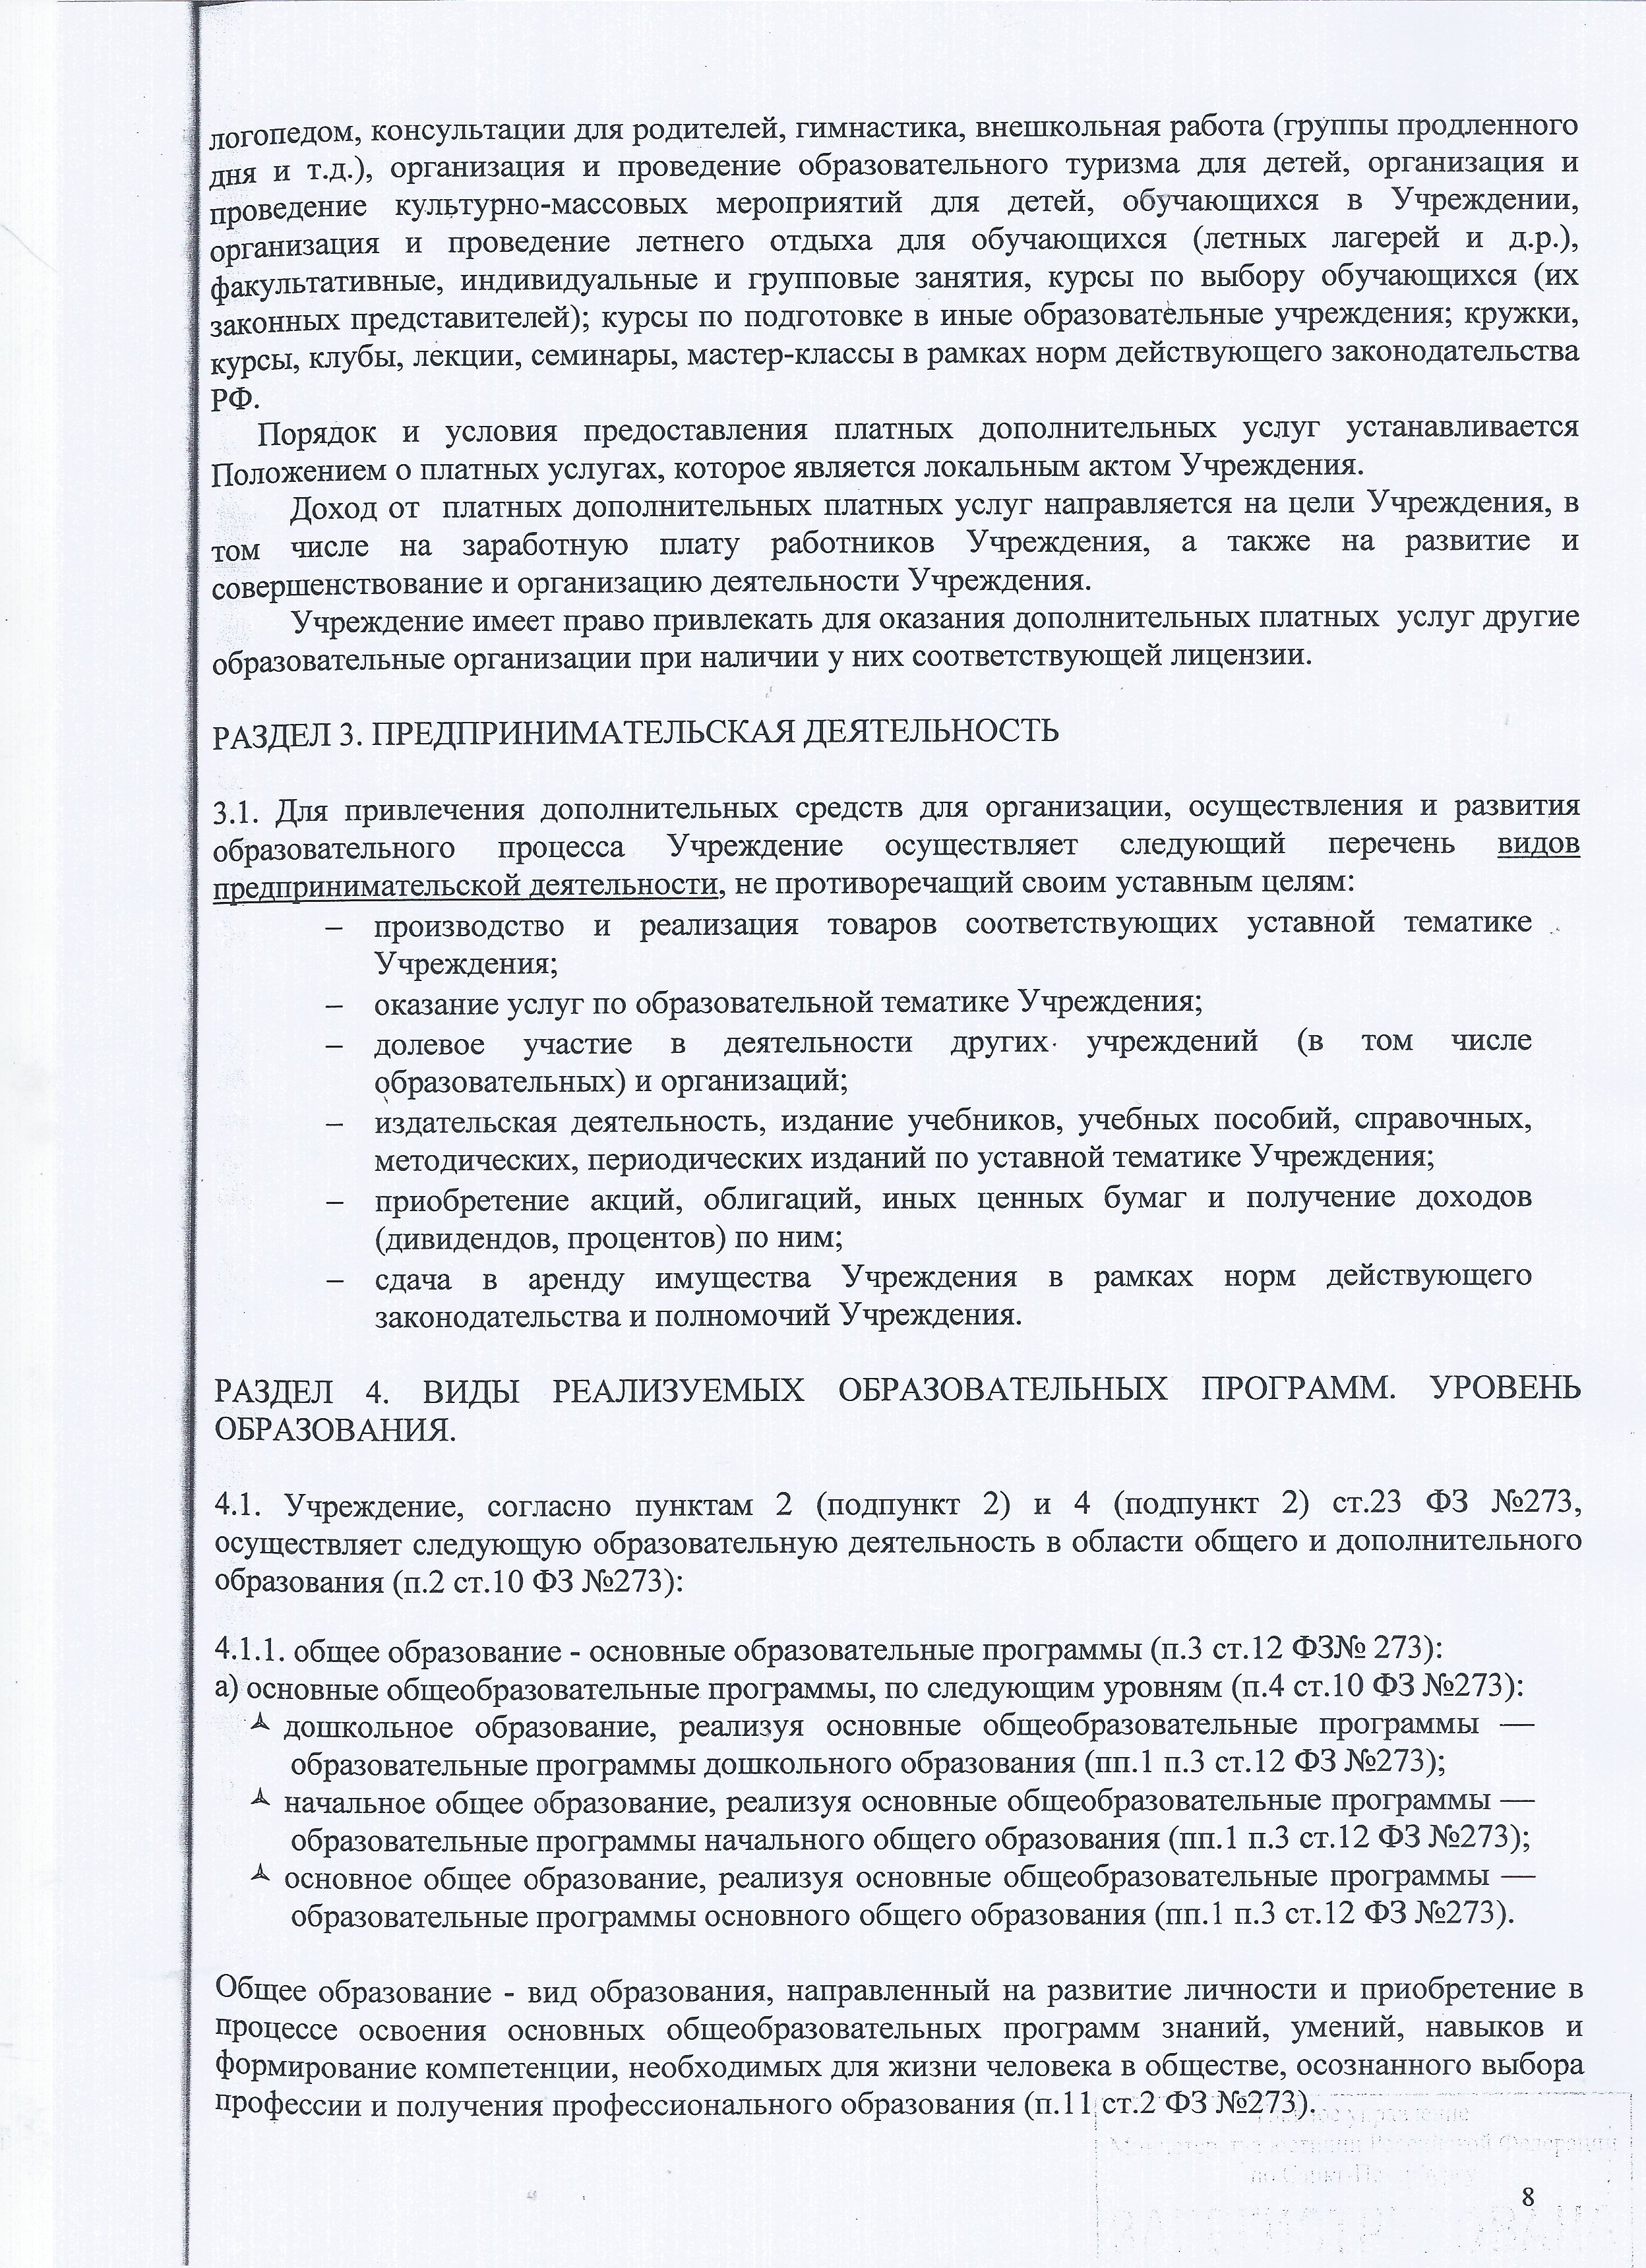 логопедом, консультации для родителей, гимнастика, внешкольная работа (группы продленного
дня и т.д.), организация и проведение образовательного туризма для детей, организация и
проведение культурно-массовых мероприятий для детей, обучающихся в Учреждении,
организация и проведение летнего отдыха для обучающихся (летных лагерей и д.р.),
факультативные, индивидуальные и групповые занятия, курсы по выбору обучающихся (их
законных представителей); курсы по подготовке в иные образовательные учреждения; кружки,
курсы, клубы, лекции, семинары, мастер-классы в рамках норм действующего законодательства
РФ.
Порядок и условия предоставления платных дополнительных услуг устанавливается
Положением о платных услугах, которое является локальным актом Учреждения.
Доход от платных дополнительных платных услуг направляется на цели Учреждения, в
том числе на заработную плату работников Учреждения, а также на развитие и
совершенствование и организацию деятельности Учреждения.
Учреждение имеет право привлекать для оказания дополнительных платных услуг другие
образовательные организации при наличии у них соответствующей лицензии.
РАЗДЕЛ 3. ПРЕДПРИНИМАТЕЛЬСКАЯ ДЕЯТЕЛЬНОСТЬ
3.1. Для привлечения дополнительных средств для организации, осуществления и развития
образовательного процесса Учреждение осуществляет следующий перечень видов
предпринимательской деятельности, не противоречащий своим уставным целям:
– производство и реализация товаров соответствующих уставной тематике
Учреждения;
– оказание услуг по образовательной тематике Учреждения;
– долевое участие в деятельности других учреждений (в том числе
образовательных) и организаций;
– издательская деятельность, издание учебников, учебных пособий, справочных,
методических, периодических изданий по уставной тематике Учреждения;
– приобретение акций, облигаций, иных ценных бумаг и получение доходов
(дивидендов, процентов) по ним;
– сдача в аренду имущества Учреждения в рамках норм действующего
законодательства и полномочий Учреждения.
РАЗДЕЛ 4. ВИДЫ РЕАЛИЗУЕМЫХ ОБРАЗОВАТЕЛЬНЫХ ПРОГРАММ. УРОВЕНЬ
ОБРАЗОВАНИЯ.
4.1. Учреждение, согласно пунктам 2 (подпункт 2) и 4 (подпункт 2) ст.23 ФЗ №273,
осуществляет следующую образовательную деятельность в области общего и дополнительного
образования (п.2 ст.10 ФЗ №273):
4.1.1. общее образование - основные образовательные программы (п.3 ст.12 ФЗ№ 273):
а) основные общеобразовательные программы, по следующим уровням (п.4 ст.10 ФЗ №273):
дошкольное образование, реализуя основные общеобразовательные программы —
образовательные программы дошкольного образования (пп.1 п.3 ст.12 ФЗ №273);
начальное общее образование, реализуя основные общеобразовательные программы —
образовательные программы начального общего образования (пп.1 п.3 ст.12 ФЗ №273);
основное общее образование, реализуя основные общеобразовательные программы —
образовательные программы основного общего образования (пп.1 п.3 ст.12 ФЗ №273).
Общее образование - вид образования, направленный на развитие личности и приобретение в
процессе освоения основных общеобразовательных программ знаний, умений, навыков и
формирование компетенции, необходимых для жизни человека в обществе, осознанного выбора
профессии и получения профессионального образования (п.11 ст.2 ФЗ №273).
8